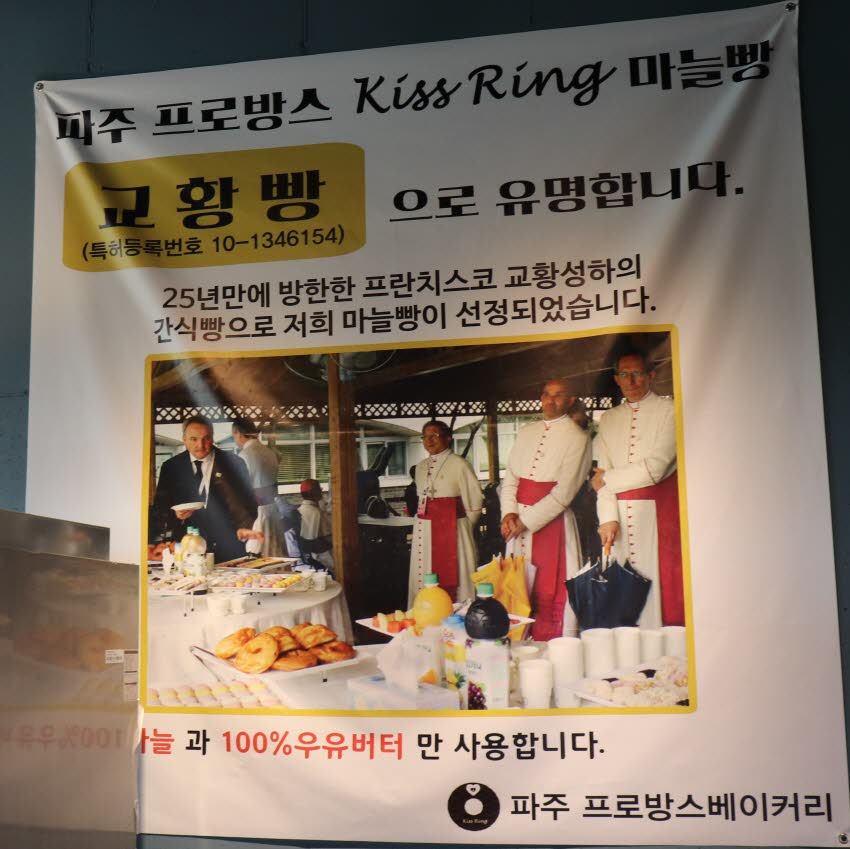 파주 프로방스 Kiss Ring 마늘빵
교황빵 으로 유명합니다.
(특허등록번호 10-1346154)
25년만에 방한한 프란치스코 교황성하의
간식빵으로 저희 마늘빵이 선정되었습니다.
마늘 과 100%우유버터 만 사용합니다.
Kiss Ring
파주 프로방스베이커리